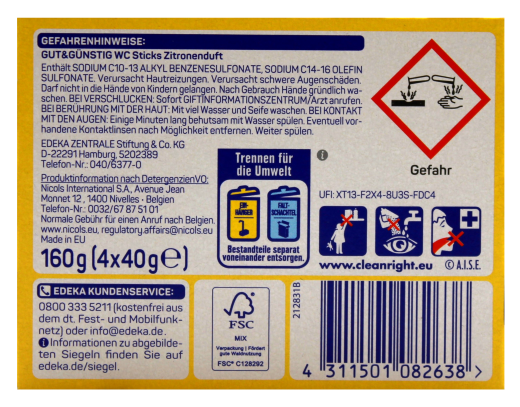 GEFAHRENHINWEISE:
GUT&GÜNSTIG WC Sticks Zitronenduft
Enthält SODIUM C10-13 ALKYL BENZENESULFONATE, SODIUM C14-16 OLEFIN
SULFONATE. Verursacht Hautreizungen. Verursacht schwere Augenschäden.
Darf nicht in die Hände von Kindern gelangen. Nach Gebrauch Hände gründlich wa-
schen. BEI VERSCHLUCKEN: Sofort GIFTINFORMATIONSZENTRUM/Arzt anrufen.
BEI BERÜHRUNG MIT DER HAUT: Mit viel Wasser und Seife waschen. BEI KONTAKT
MIT DEN AUGEN: Einige Minuten lang behutsam mit Wasser spülen. Eventuell vor-
handene Kontaktlinsen nach Möglichkeit entfernen. Weiter spülen.
EDEKA ZENTRALE Stiftung & Co. KG
D-22291 Hamburg, 5202389
Telefon-Nr.: 040/6377-0
Produktinformation nach DetergenzienVO:
Nicols International S.A., Avenue Jean
Monnet 12, 1400 Nivelles - Belgien
Telefon-Nr.: 0032/67 87 51 01
Normale Gebühr für einen Anruf nach Belgien.
www.nicols.eu, regulatory.affairs@nicols.eu
Made in EU
160g (4x40g℮)
Trennen für
die Umwelt
EIN-
HÄNGER
FALT-
SCHACHTEL
Bestandteile separat
voneinander entsorgen.
Gefahr
UFI: XT13-F2X4-8U3S-FDC4
www.cleanright.eu © A.I.S.E.
EDEKA KUNDENSERVICE:
0800 333 5211 (kostenfrei aus
dem dt. Fest- und Mobilfunk-
netz) oder info@edeka.de.
Informationen zu abgebilde-
ten Siegeln finden Sie auf
edeka.de/siegel.
FSC
MIX
Verpackung | Fördert
gute Waldnutzung
FSC® C128292
212831B
4 311501 082638 >